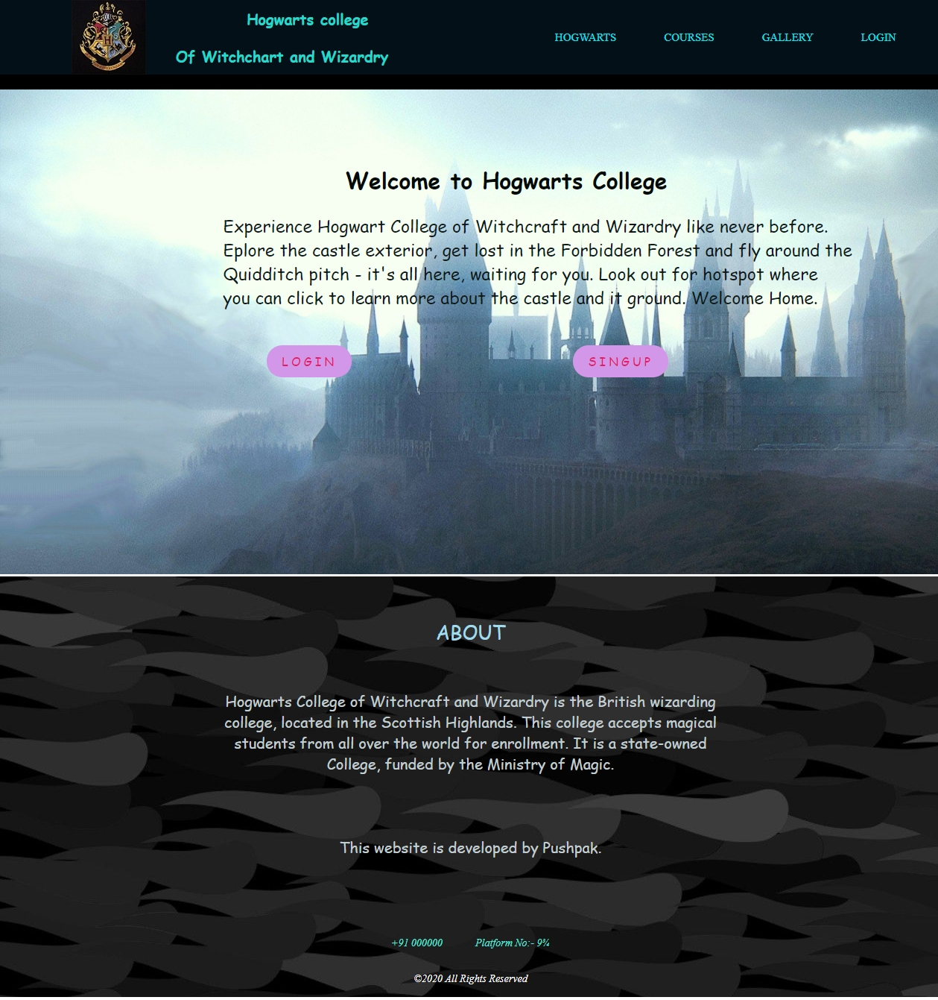 Hogwarts college
Of Witchchart and Wizardry
HOGWARTS COURSES GALLERY LOGIN
Welcome to Hogwarts College
Experience Hogwart College of Witchcraft and Wizardry like never before.
Eplore the castle exterior, get lost in the Forbidden Forest and fly around the
Quidditch pitch - it's all here, waiting for you. Look out for hotspot where
you can click to learn more about the castle and it ground. Welcome Home.
LOGIN SINGUP
ABOUT
Hogwarts College of Witchcraft and Wizardry is the British wizarding
college, located in the Scottish Highlands. This college accepts magical
students from all over the world for enrollment. It is a state-owned
College, funded by the Ministry of Magic.
This website is developed by Pushpak.
+91 000000 Platform No:- 9¾
©2020 All Rights Reserved